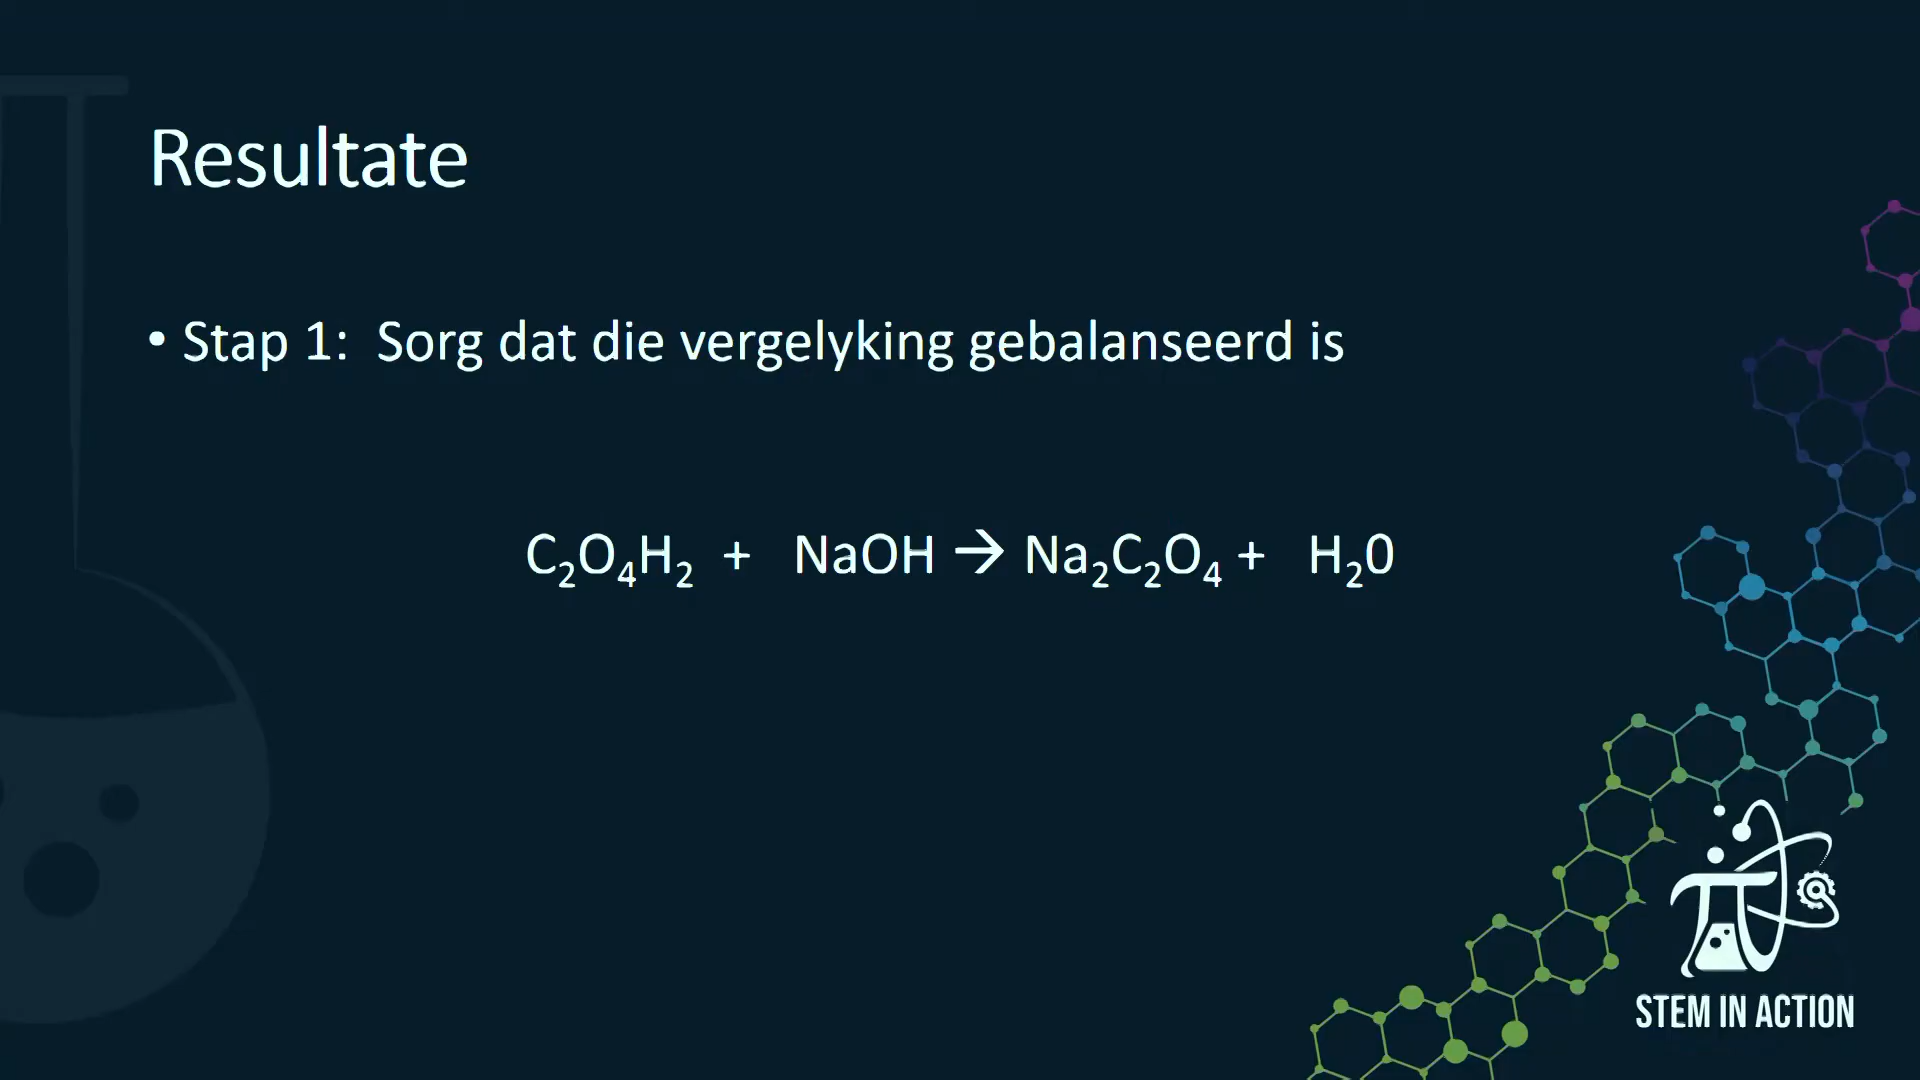 Resultate
• Stap 1: Sorg dat die vergelyking gebalanseerd is
C₂O₄H₂ + NaOH → Na₂C₂O₄ + H₂0
STEM IN ACTION